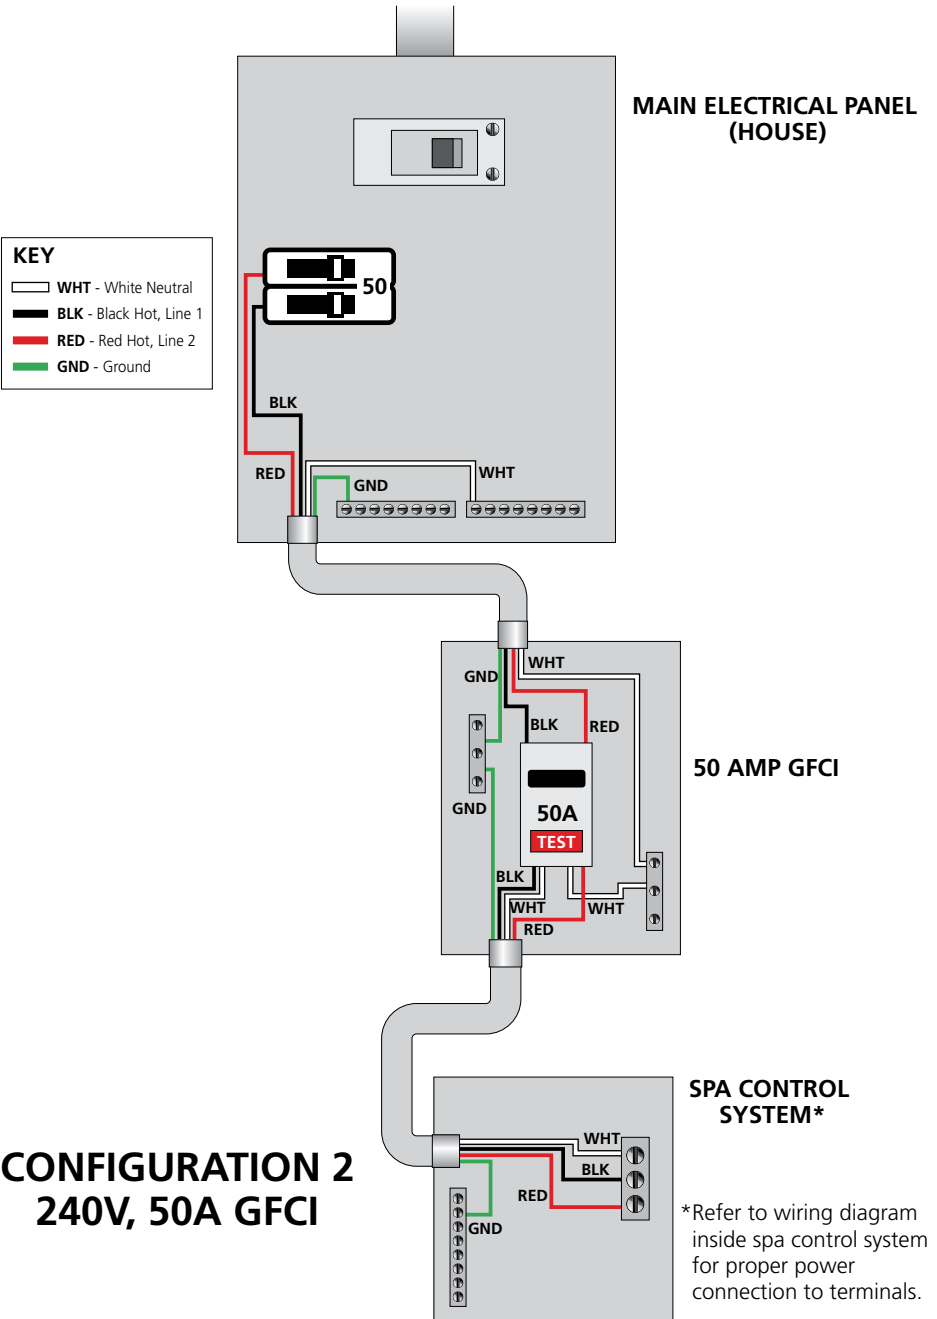 MAIN ELECTRICAL PANEL
(HOUSE)
KEY
WHT - White Neutral
BLK - Black Hot, Line 1
RED - Red Hot, Line 2
GND - Ground
50
BLK
RED
GND
WHT
WHT
GND
BLK
RED
50 AMP GFCI
GND
50A
TEST
BLK
WHT
WHT
RED
SPA CONTROL
SYSTEM*
WHT
BLK
RED
GND
CONFIGURATION 2
240V, 50A GFCI
*Refer to wiring diagram
inside spa control system
for proper power
connection to terminals.